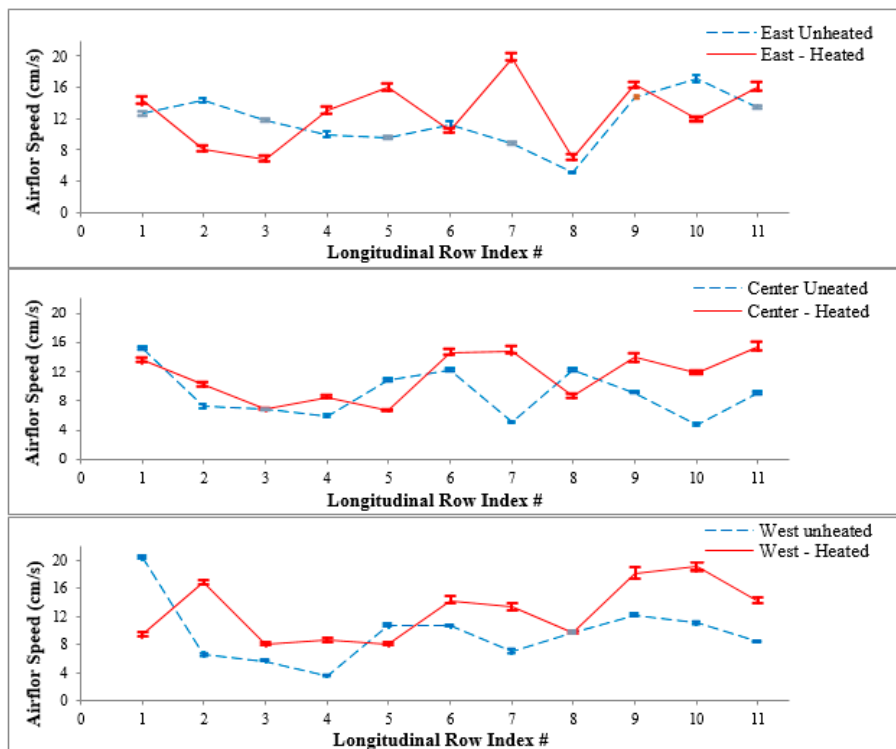 East Unheated
East - Heated
Airflor Speed (cm/s)
20
16
12
8
4
0
0 1 2 3 4 5 6 7 8 9 10 11
Longitudinal Row Index #
Center Uneated
Center - Heated
Airflor Speed (cm/s)
20
16
12
8
4
0
0 1 2 3 4 5 6 7 8 9 10 11
Longitudinal Row Index #
West unheated
West - Heated
Airflor Speed (cm/s)
20
16
12
8
4
0
0 1 2 3 4 5 6 7 8 9 10 11
Longitudinal Row Index #